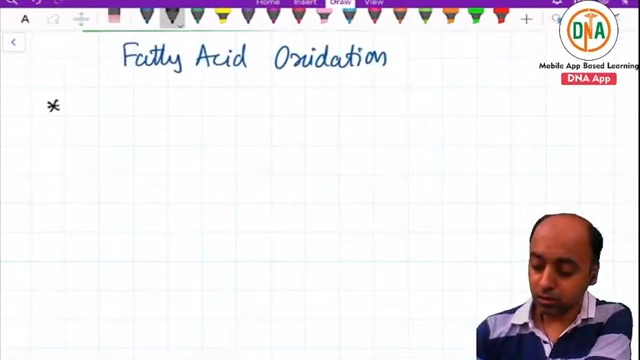 Home Insert Draw View
A
DNA
Mobile App Based Learning
DNA App
Fatty Acid Oxidation
*